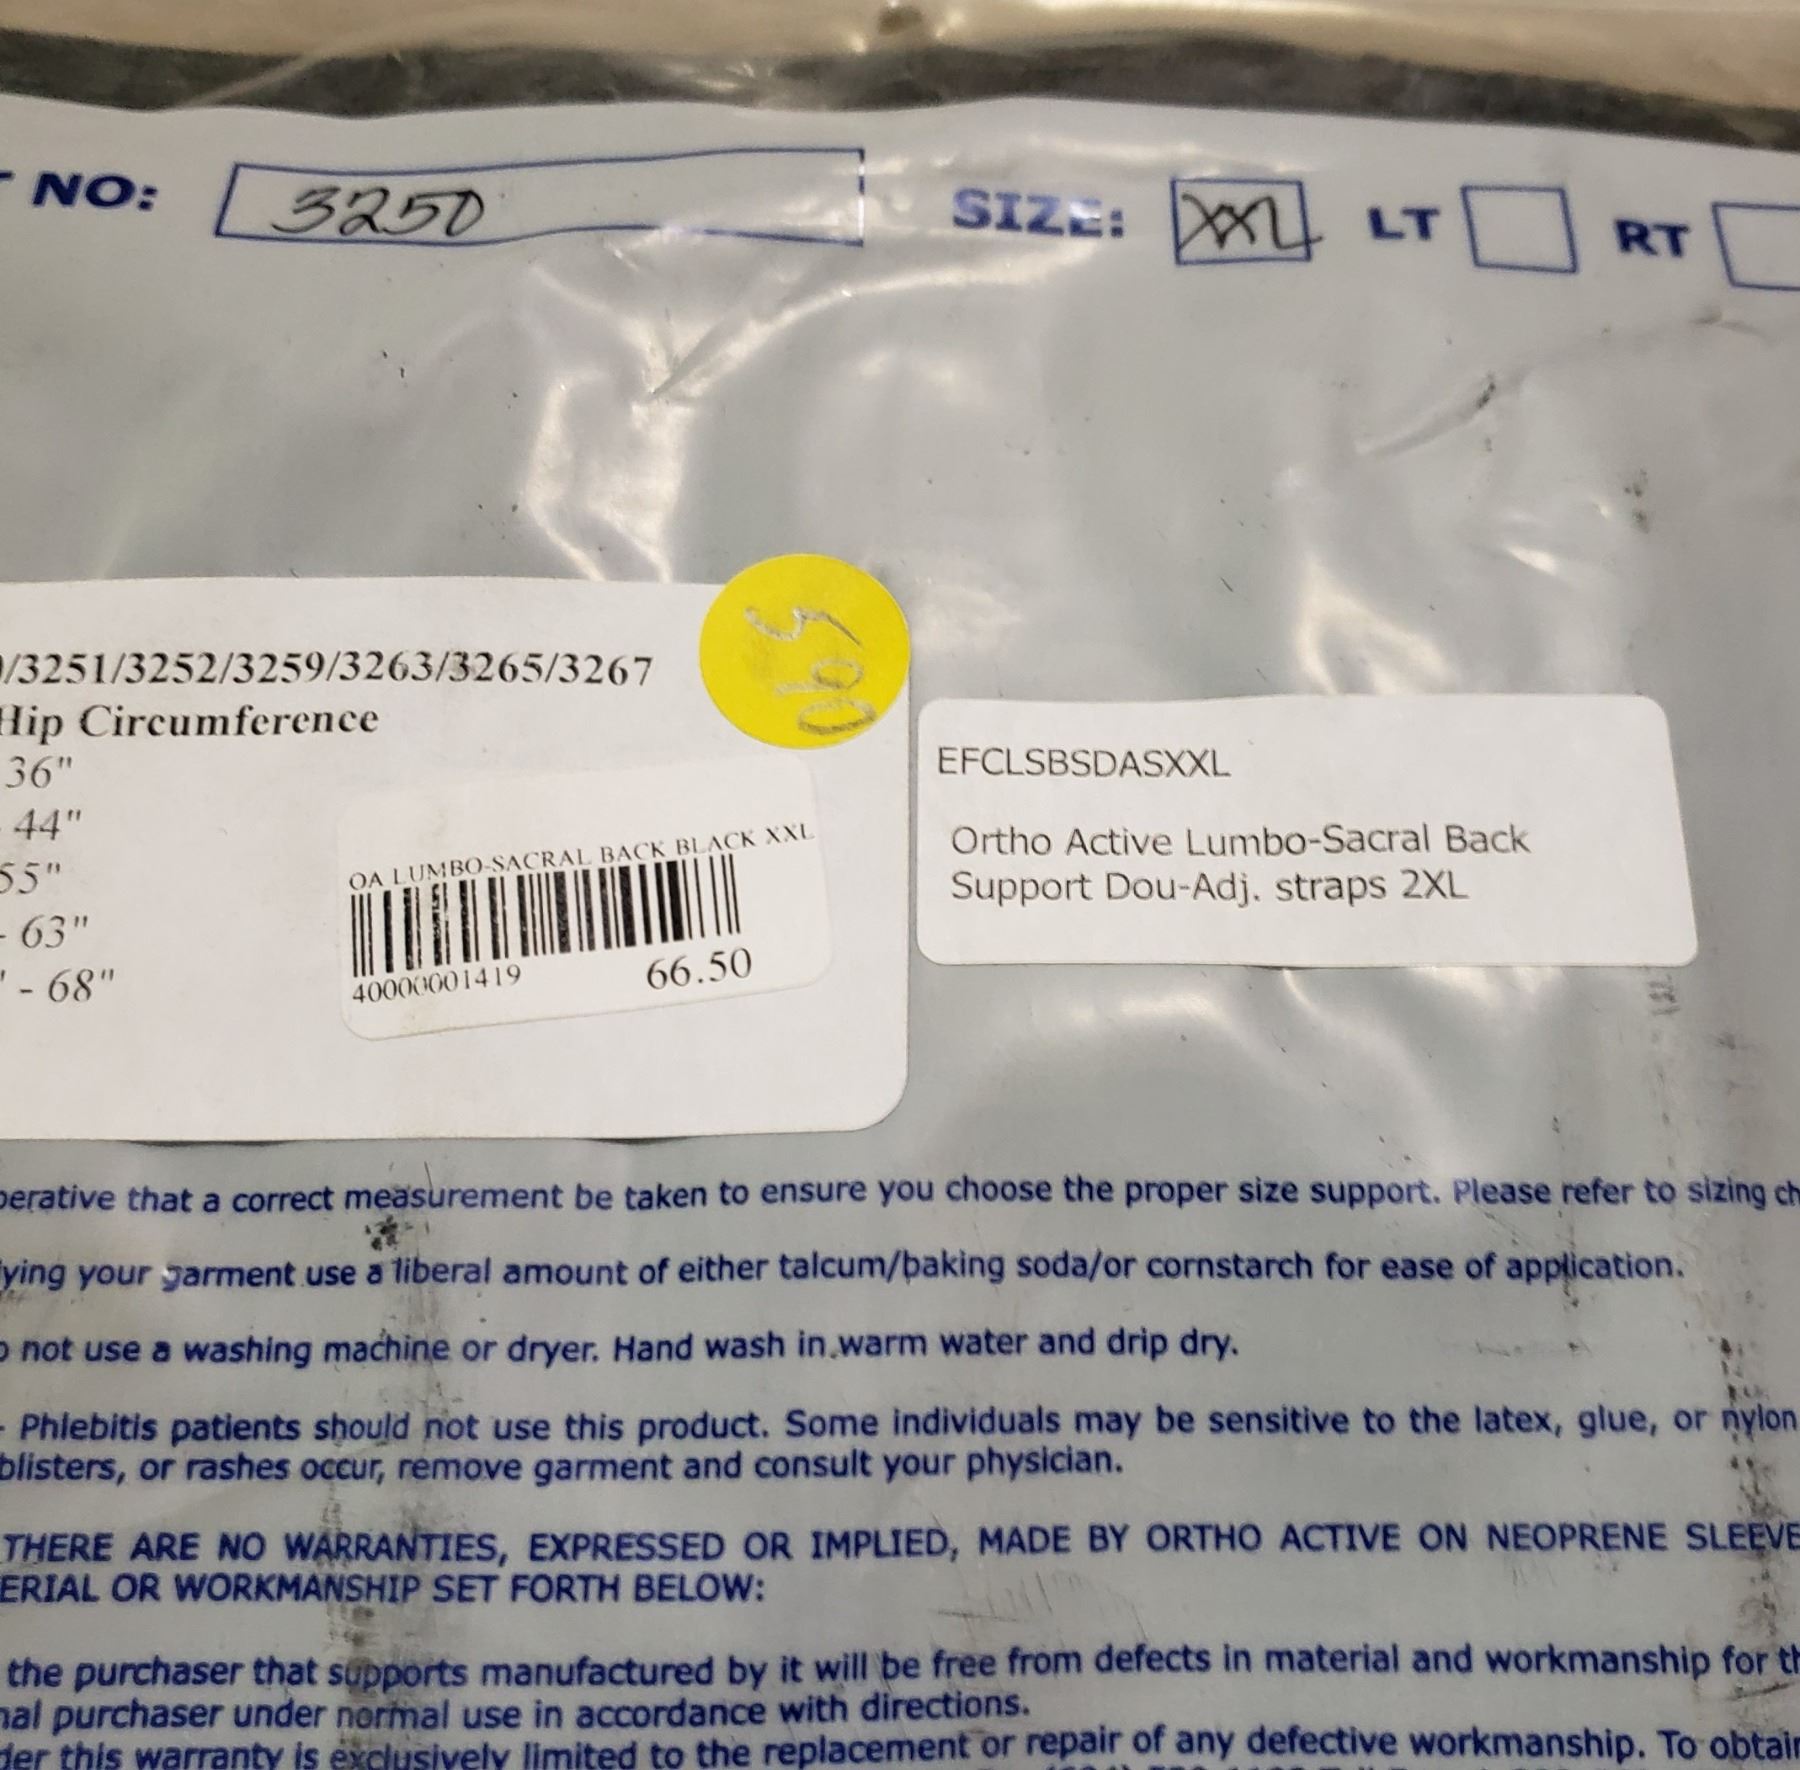 NO: 3250 SIZE: XXL LT RT
/3251/3252/3259/3263/3265/3267
Hip Circumference
36"
- 44"
55"
- 63"
" - 68"
OA LUMBO-SACRAL BACK BLACK XXL
40000001419 66.50
EFCLSBSDASXXL
Ortho Active Lumbo-Sacral Back
Support Dou-Adj. straps 2XL
perative that a correct measurement be taken to ensure you choose the proper size support. Please refer to sizing ch
ying your garment use a liberal amount of either talcum/baking soda/or cornstarch for ease of application.
o not use a washing machine or dryer. Hand wash in warm water and drip dry.
- Phlebitis patients should not use this product. Some individuals may be sensitive to the latex, glue, or nylon
blisters, or rashes occur, remove garment and consult your physician.
THERE ARE NO WARRANTIES, EXPRESSED OR IMPLIED, MADE BY ORTHO ACTIVE ON NEOPRENE SLEEVE
ERIAL OR WORKMANSHIP SET FORTH BELOW:
the purchaser that supports manufactured by it will be free from defects in material and workmanship for th
nal purchaser under normal use in accordance with directions.
der this warranty is exclusively limited to the replacement or repair of any defective workmanship. To obtain